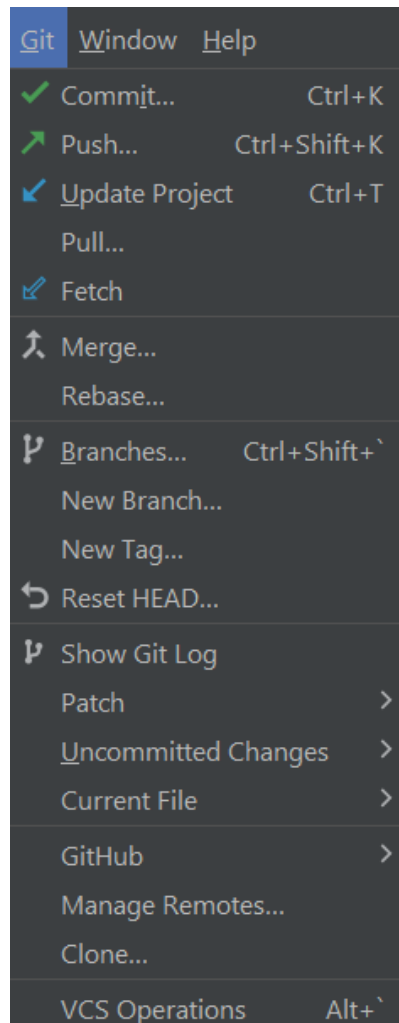 Git Window Help
Commit... Ctrl+K
Push... Ctrl+Shift+K
Update Project Ctrl+T
Pull...
Fetch
Merge...
Rebase...
Branches... Ctrl+Shift+`
New Branch...
New Tag...
Reset HEAD...
Show Git Log
Patch
Uncommitted Changes
Current File
GitHub
Manage Remotes...
Clone...
VCS Operations Alt+`